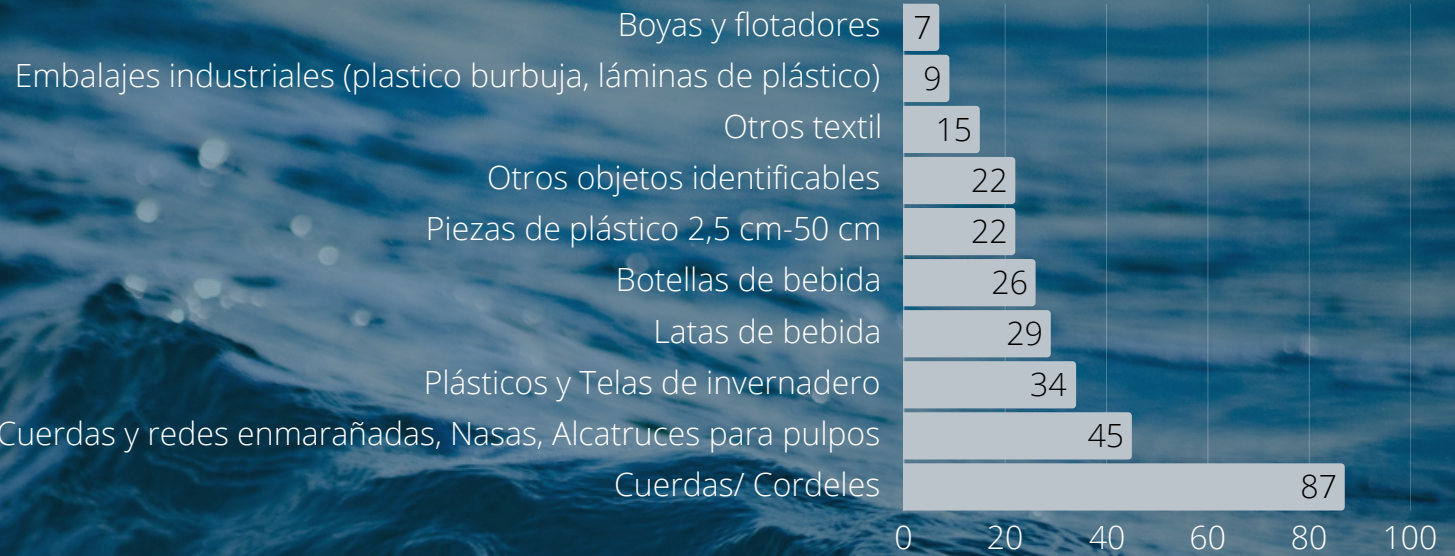 Boyas y flotadores 7
Embalajes industriales (plastico burbuja, láminas de plástico) 9
Otros textil 15
Otros objetos identificables 22
Piezas de plástico 2,5 cm-50 cm 22
Botellas de bebida 26
Latas de bebida 29
Plásticos y Telas de invernadero 34
Cuerdas y redes enmarañadas, Nasas, Alcatruces para pulpos 45
Cuerdas/ Cordeles 87
0 20 40 60 80 100